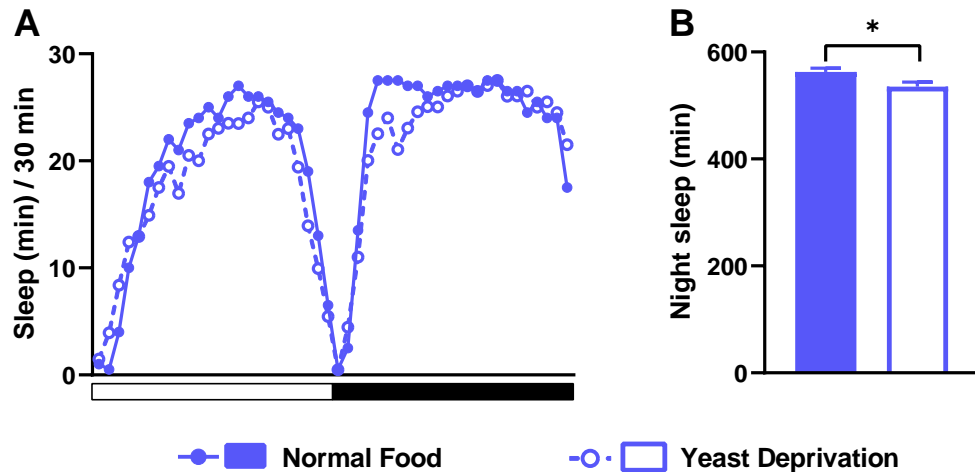 A
B
Sleep (min) / 30 min
30
20
10
0
Night sleep (min)
600
400
200
0
*
Normal Food
Yeast Deprivation